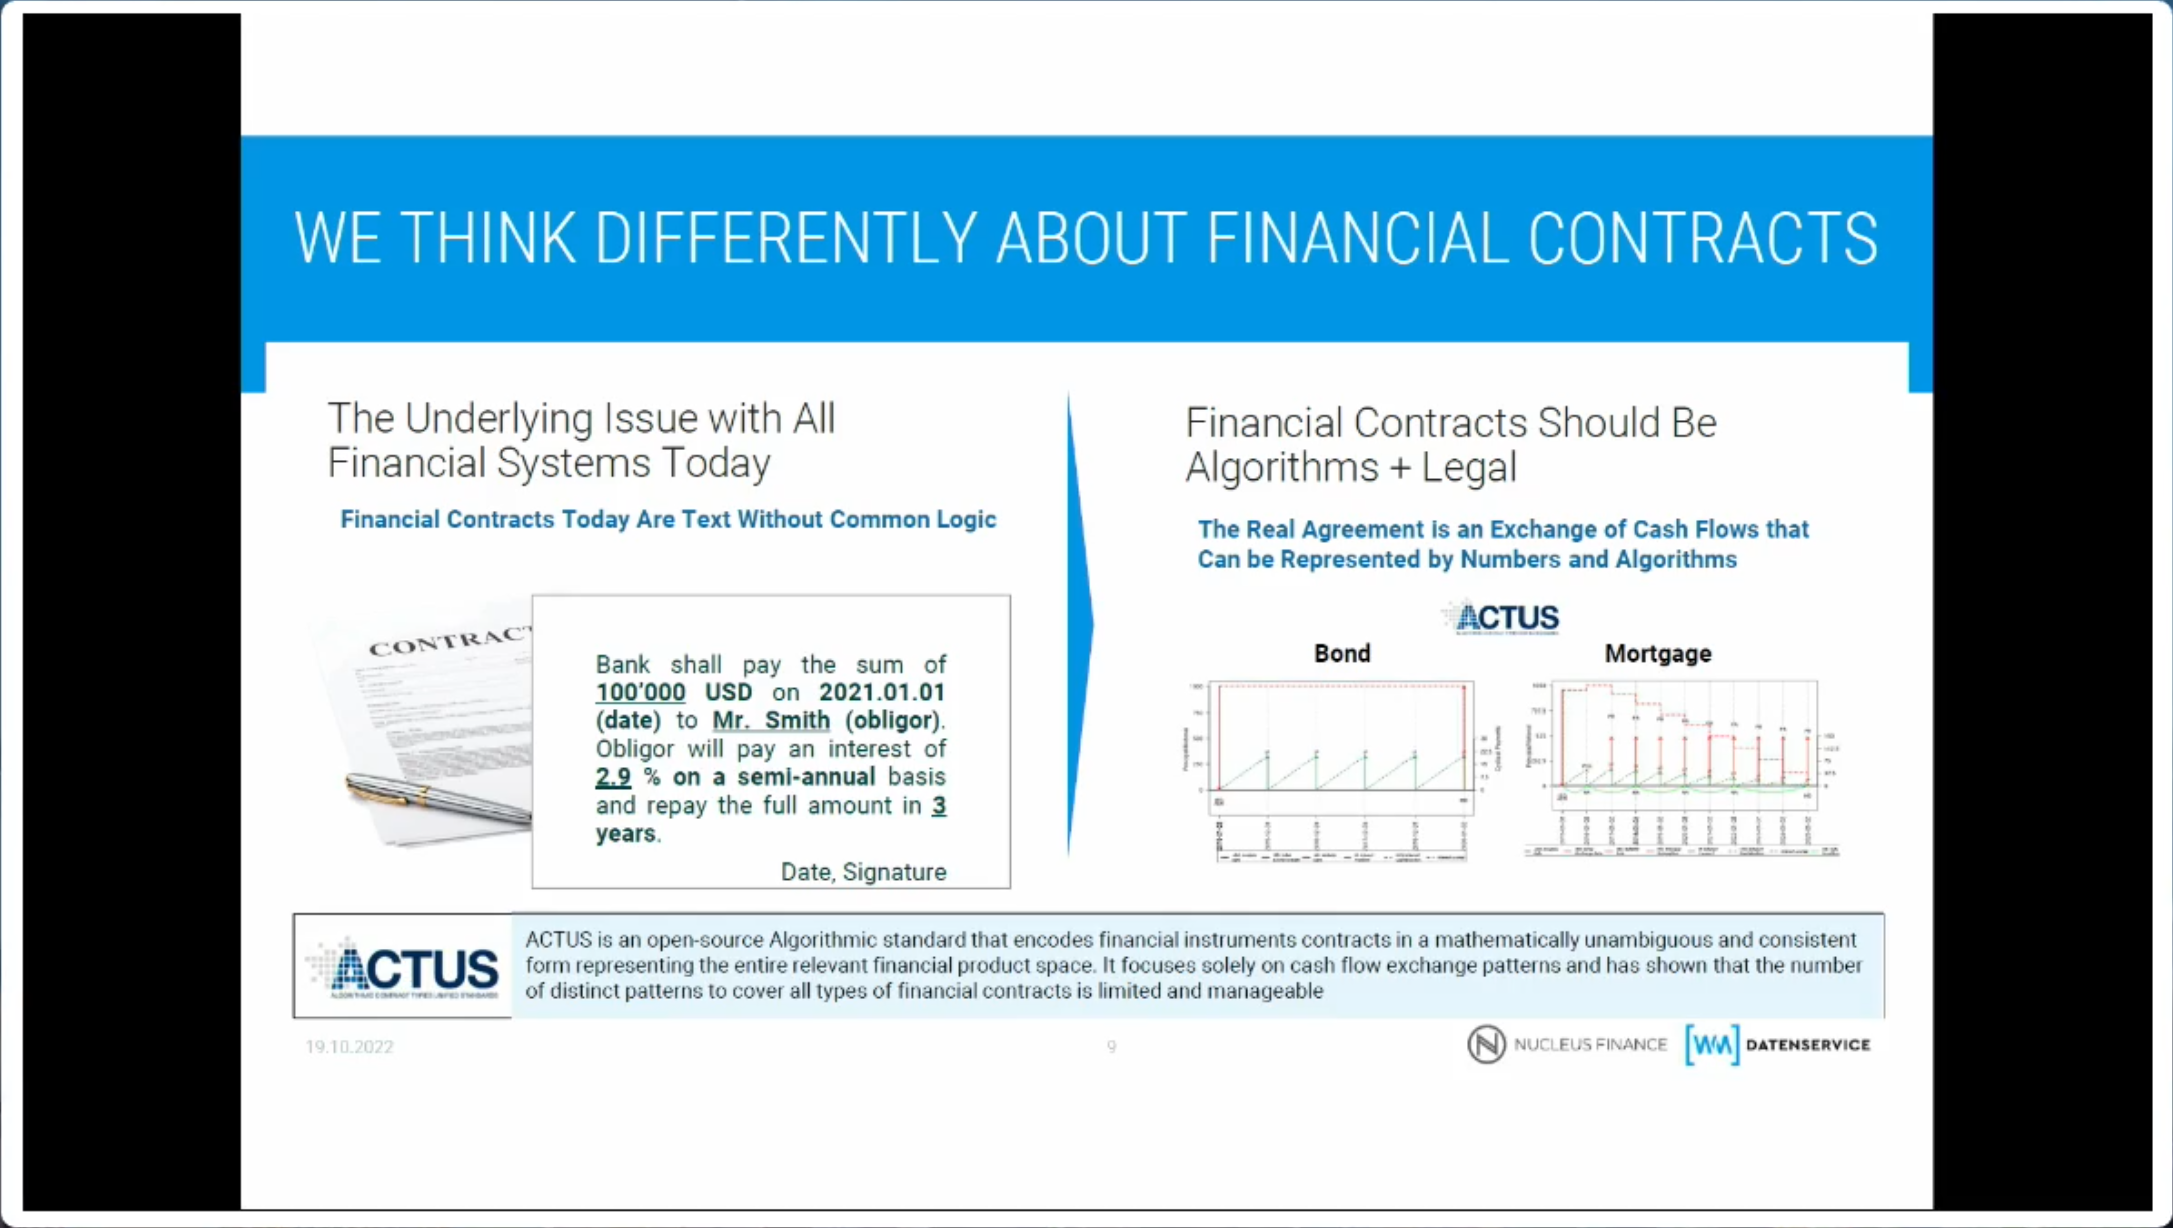 WE THINK DIFFERENTLY ABOUT FINANCIAL CONTRACTS
The Underlying Issue with All
Financial Systems Today
Financial Contracts Today Are Text Without Common Logic
CONTRACT
Bank shall pay the sum of
100'000 USD on 2021.01.01
(date) to Mr. Smith (obligor).
Obligor will pay an interest of
2.9 % on a semi-annual basis
and repay the full amount in 3
years.
Date, Signature
Financial Contracts Should Be
Algorithms + Legal
The Real Agreement is an Exchange of Cash Flows that
Can be Represented by Numbers and Algorithms
ACTUS
Bond
Mortgage
ACTUS
ALGORITHMIC CONTRACT TYPES UNIFIED STANDARDS
ACTUS is an open-source Algorithmic standard that encodes financial instruments contracts in a mathematically unambiguous and consistent
form representing the entire relevant financial product space. It focuses solely on cash flow exchange patterns and has shown that the number
of distinct patterns to cover all types of financial contracts is limited and manageable
19.10.2022
9
NUCLEUS FINANCE
WM DATENSERVICE